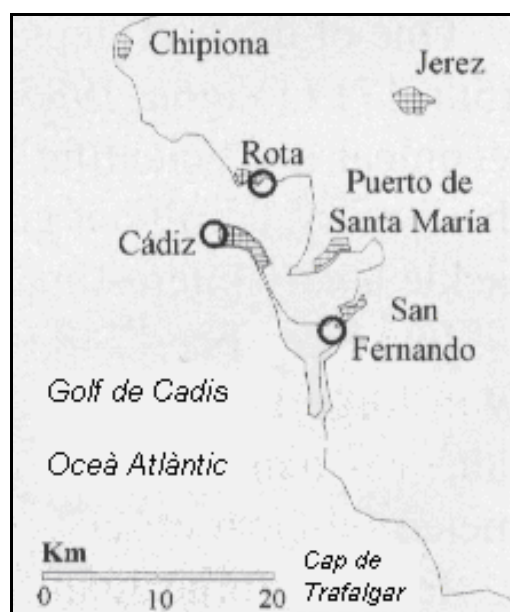 Chipiona
Jerez
Rota
Puerto de
Santa María
Cádiz
San
Fernando
Golf de Cadis
Oceà Atlàntic
Km
0 10 20
Cap de
Trafalgar